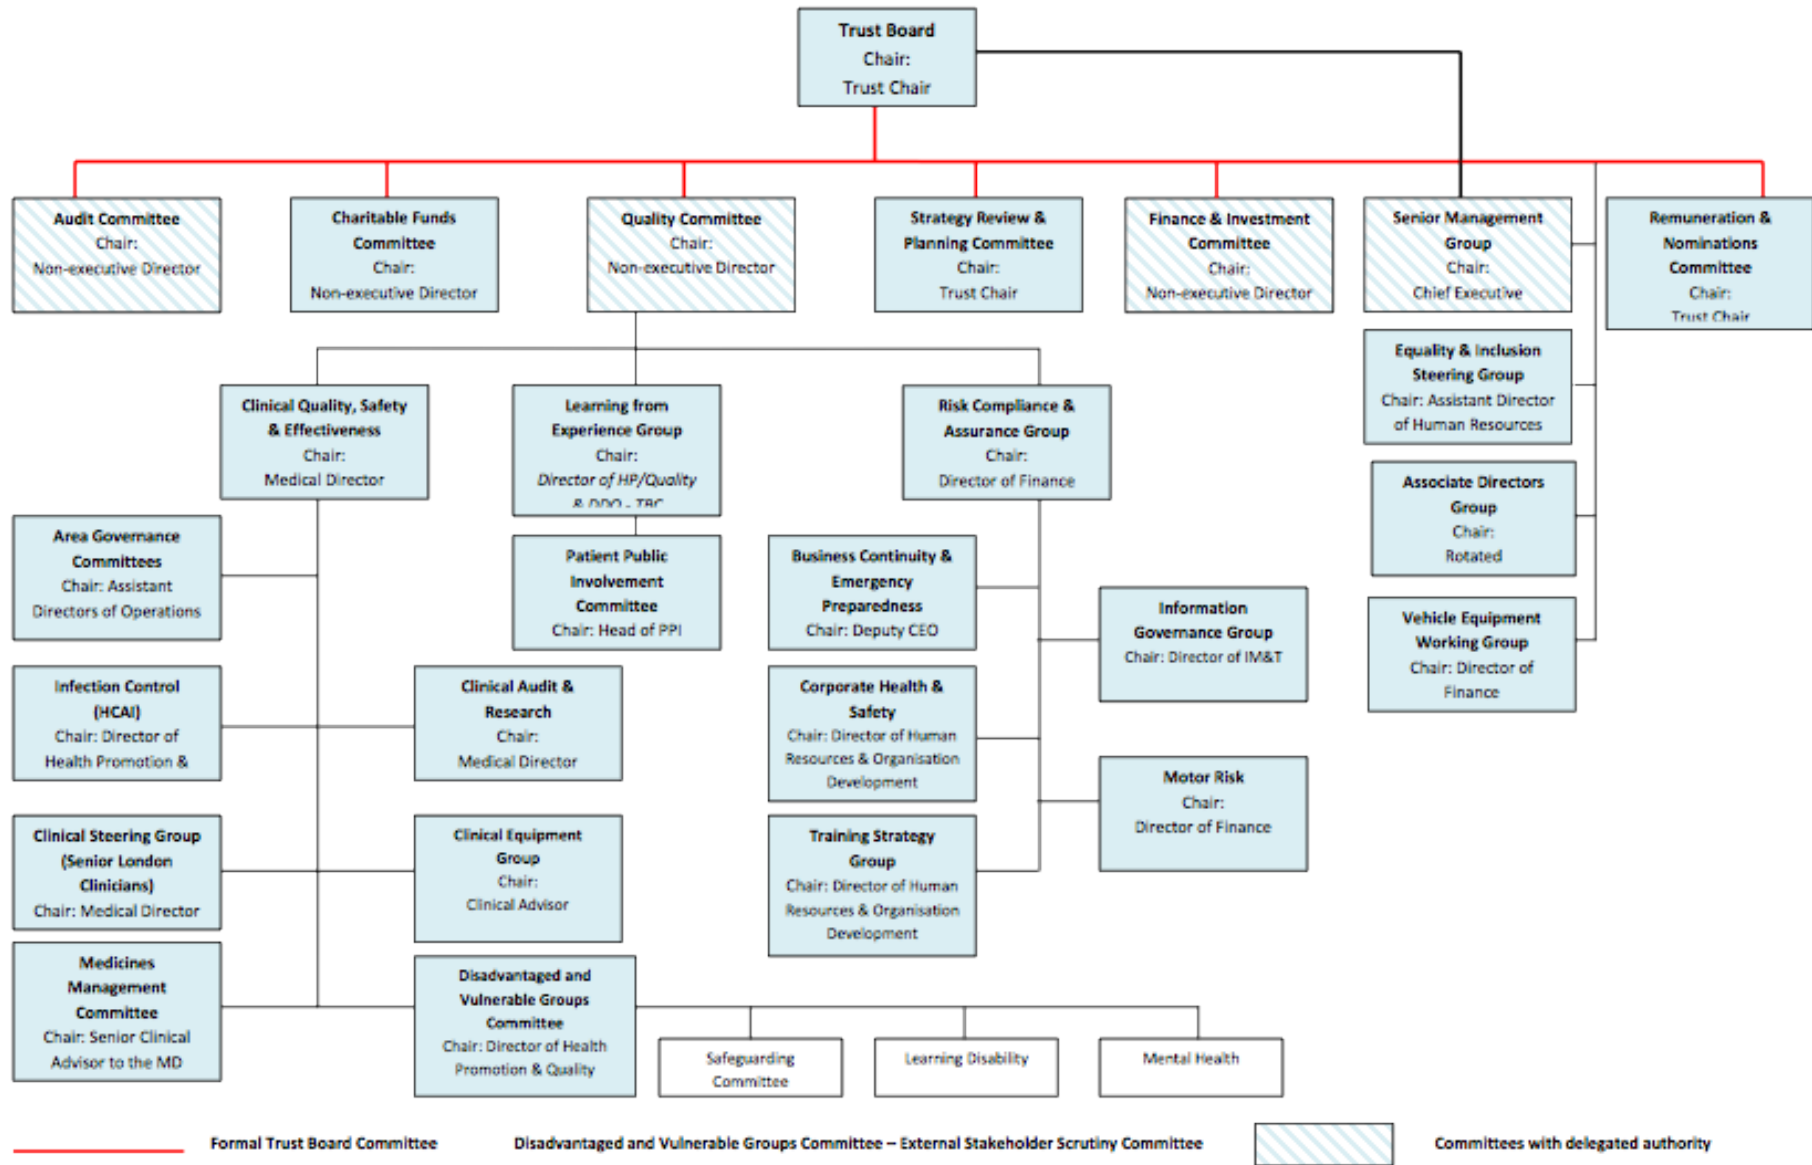 Trust Board
Chair:
Trust Chair
Audit Committee
Chair:
Non-executive Director
Charitable Funds
Committee
Chair:
Non-executive Director
Quality Committee
Chair:
Non-executive Director
Strategy Review &
Planning Committee
Chair:
Trust Chair
Finance & Investment
Committee
Chair:
Non-executive Director
Senior Management
Group
Chair:
Chief Executive
Remuneration &
Nominations
Committee
Chair:
Trust Chair
Equality & Inclusion
Steering Group
Chair: Assistant Director
of Human Resources
Associate Directors
Group
Chair:
Rotated
Vehicle Equipment
Working Group
Chair: Director of
Finance
Clinical Quality, Safety
& Effectiveness
Chair:
Medical Director
Learning from
Experience Group
Chair:
Director of HP/Quality
& DDO - TBC
Risk Compliance &
Assurance Group
Chair:
Director of Finance
Area Governance
Committees
Chair: Assistant
Directors of Operations
Patient Public
Involvement
Committee
Chair: Head of PPI
Business Continuity &
Emergency
Preparedness
Chair: Deputy CEO
Information
Governance Group
Chair: Director of IM&T
Infection Control
(HCAI)
Chair: Director of
Health Promotion &
Clinical Audit &
Research
Chair:
Medical Director
Corporate Health &
Safety
Chair: Director of Human
Resources & Organisation
Development
Motor Risk
Chair:
Director of Finance
Clinical Steering Group
(Senior London
Clinicians)
Chair: Medical Director
Clinical Equipment
Group
Chair:
Clinical Advisor
Training Strategy
Group
Chair: Director of Human
Resources & Organisation
Development
Medicines
Management
Committee
Chair: Senior Clinical
Advisor to the MD
Disadvantaged and
Vulnerable Groups
Committee
Chair: Director of Health
Promotion & Quality
Safeguarding
Committee
Learning Disability
Mental Health
Formal Trust Board Committee
Disadvantaged and Vulnerable Groups Committee – External Stakeholder Scrutiny Committee
Committees with delegated authority